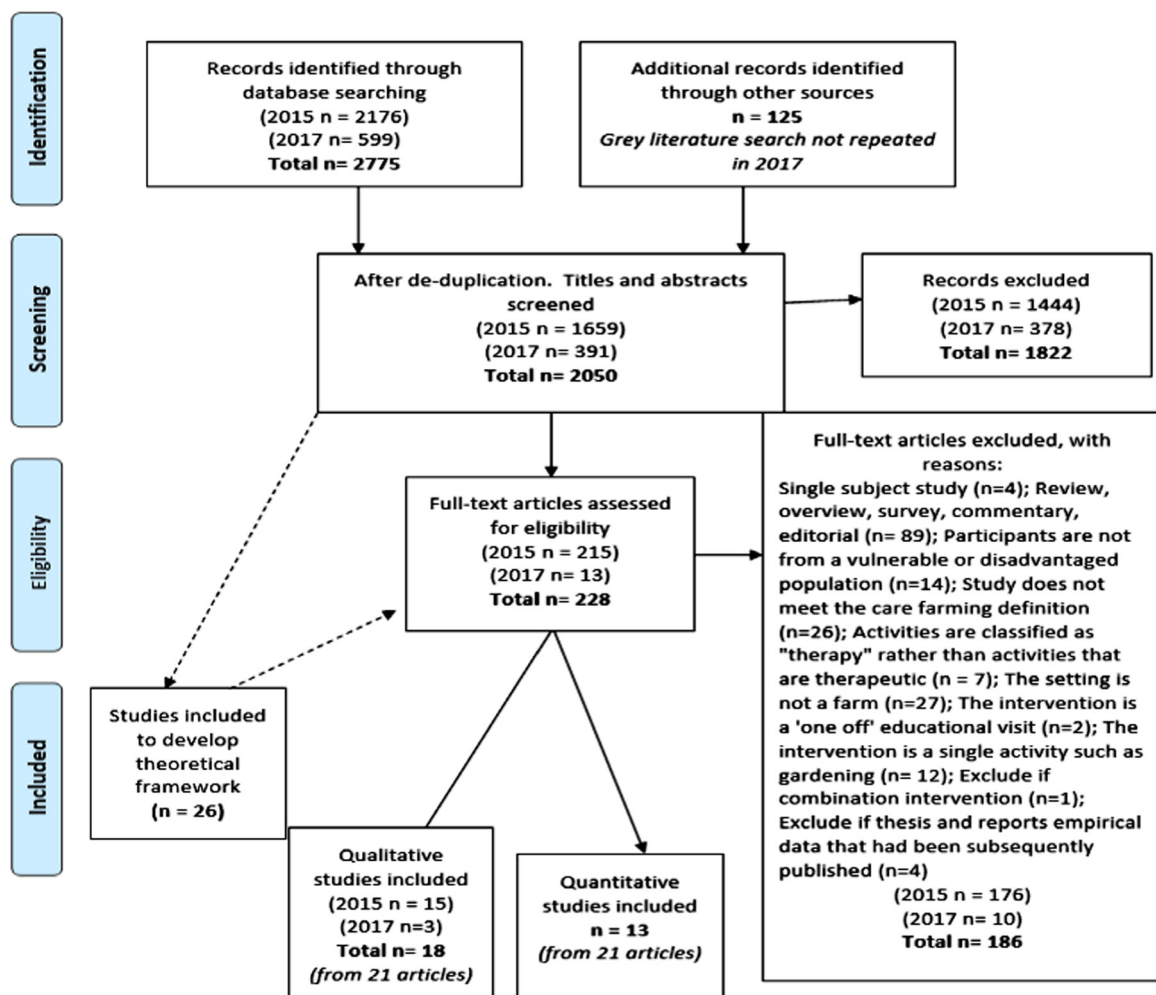 Identification
Records identified through
database searching
(2015 n = 2176)
(2017 n= 599)
Total n= 2775
Additional records identified
through other sources
n = 125
Grey literature search not repeated
in 2017
Screening
After de-duplication. Titles and abstracts
screened
(2015 n = 1659)
(2017 n= 391)
Total n= 2050
Records excluded
(2015 n = 1444)
(2017 n= 378)
Total n= 1822
Eligibility
Full-text articles assessed
for eligibility
(2015 n = 215)
(2017 n= 13)
Total n= 228
Full-text articles excluded, with
reasons:
Single subject study (n=4); Review,
overview, survey, commentary,
editorial (n= 89); Participants are not
from a vulnerable or disadvantaged
population (n=14); Study does not
meet the care farming definition
(n=26); Activities are classified as
"therapy" rather than activities that
are therapeutic (n = 7); The setting is
not a farm (n=27); The intervention is
a 'one off' educational visit (n=2); The
intervention is a single activity such as
gardening (n= 12); Exclude if
combination intervention (n=1);
Exclude if thesis and reports empirical
data that had been subsequently
published (n=4)
(2015 n = 176)
(2017 n= 10)
Total n= 186
Included
Studies included
to develop
theoretical
framework
(n = 26)
Qualitative
studies included
(2015 n = 15)
(2017 n=3)
Total n= 18
(from 21 articles)
Quantitative
studies included
n = 13
(from 21 articles)